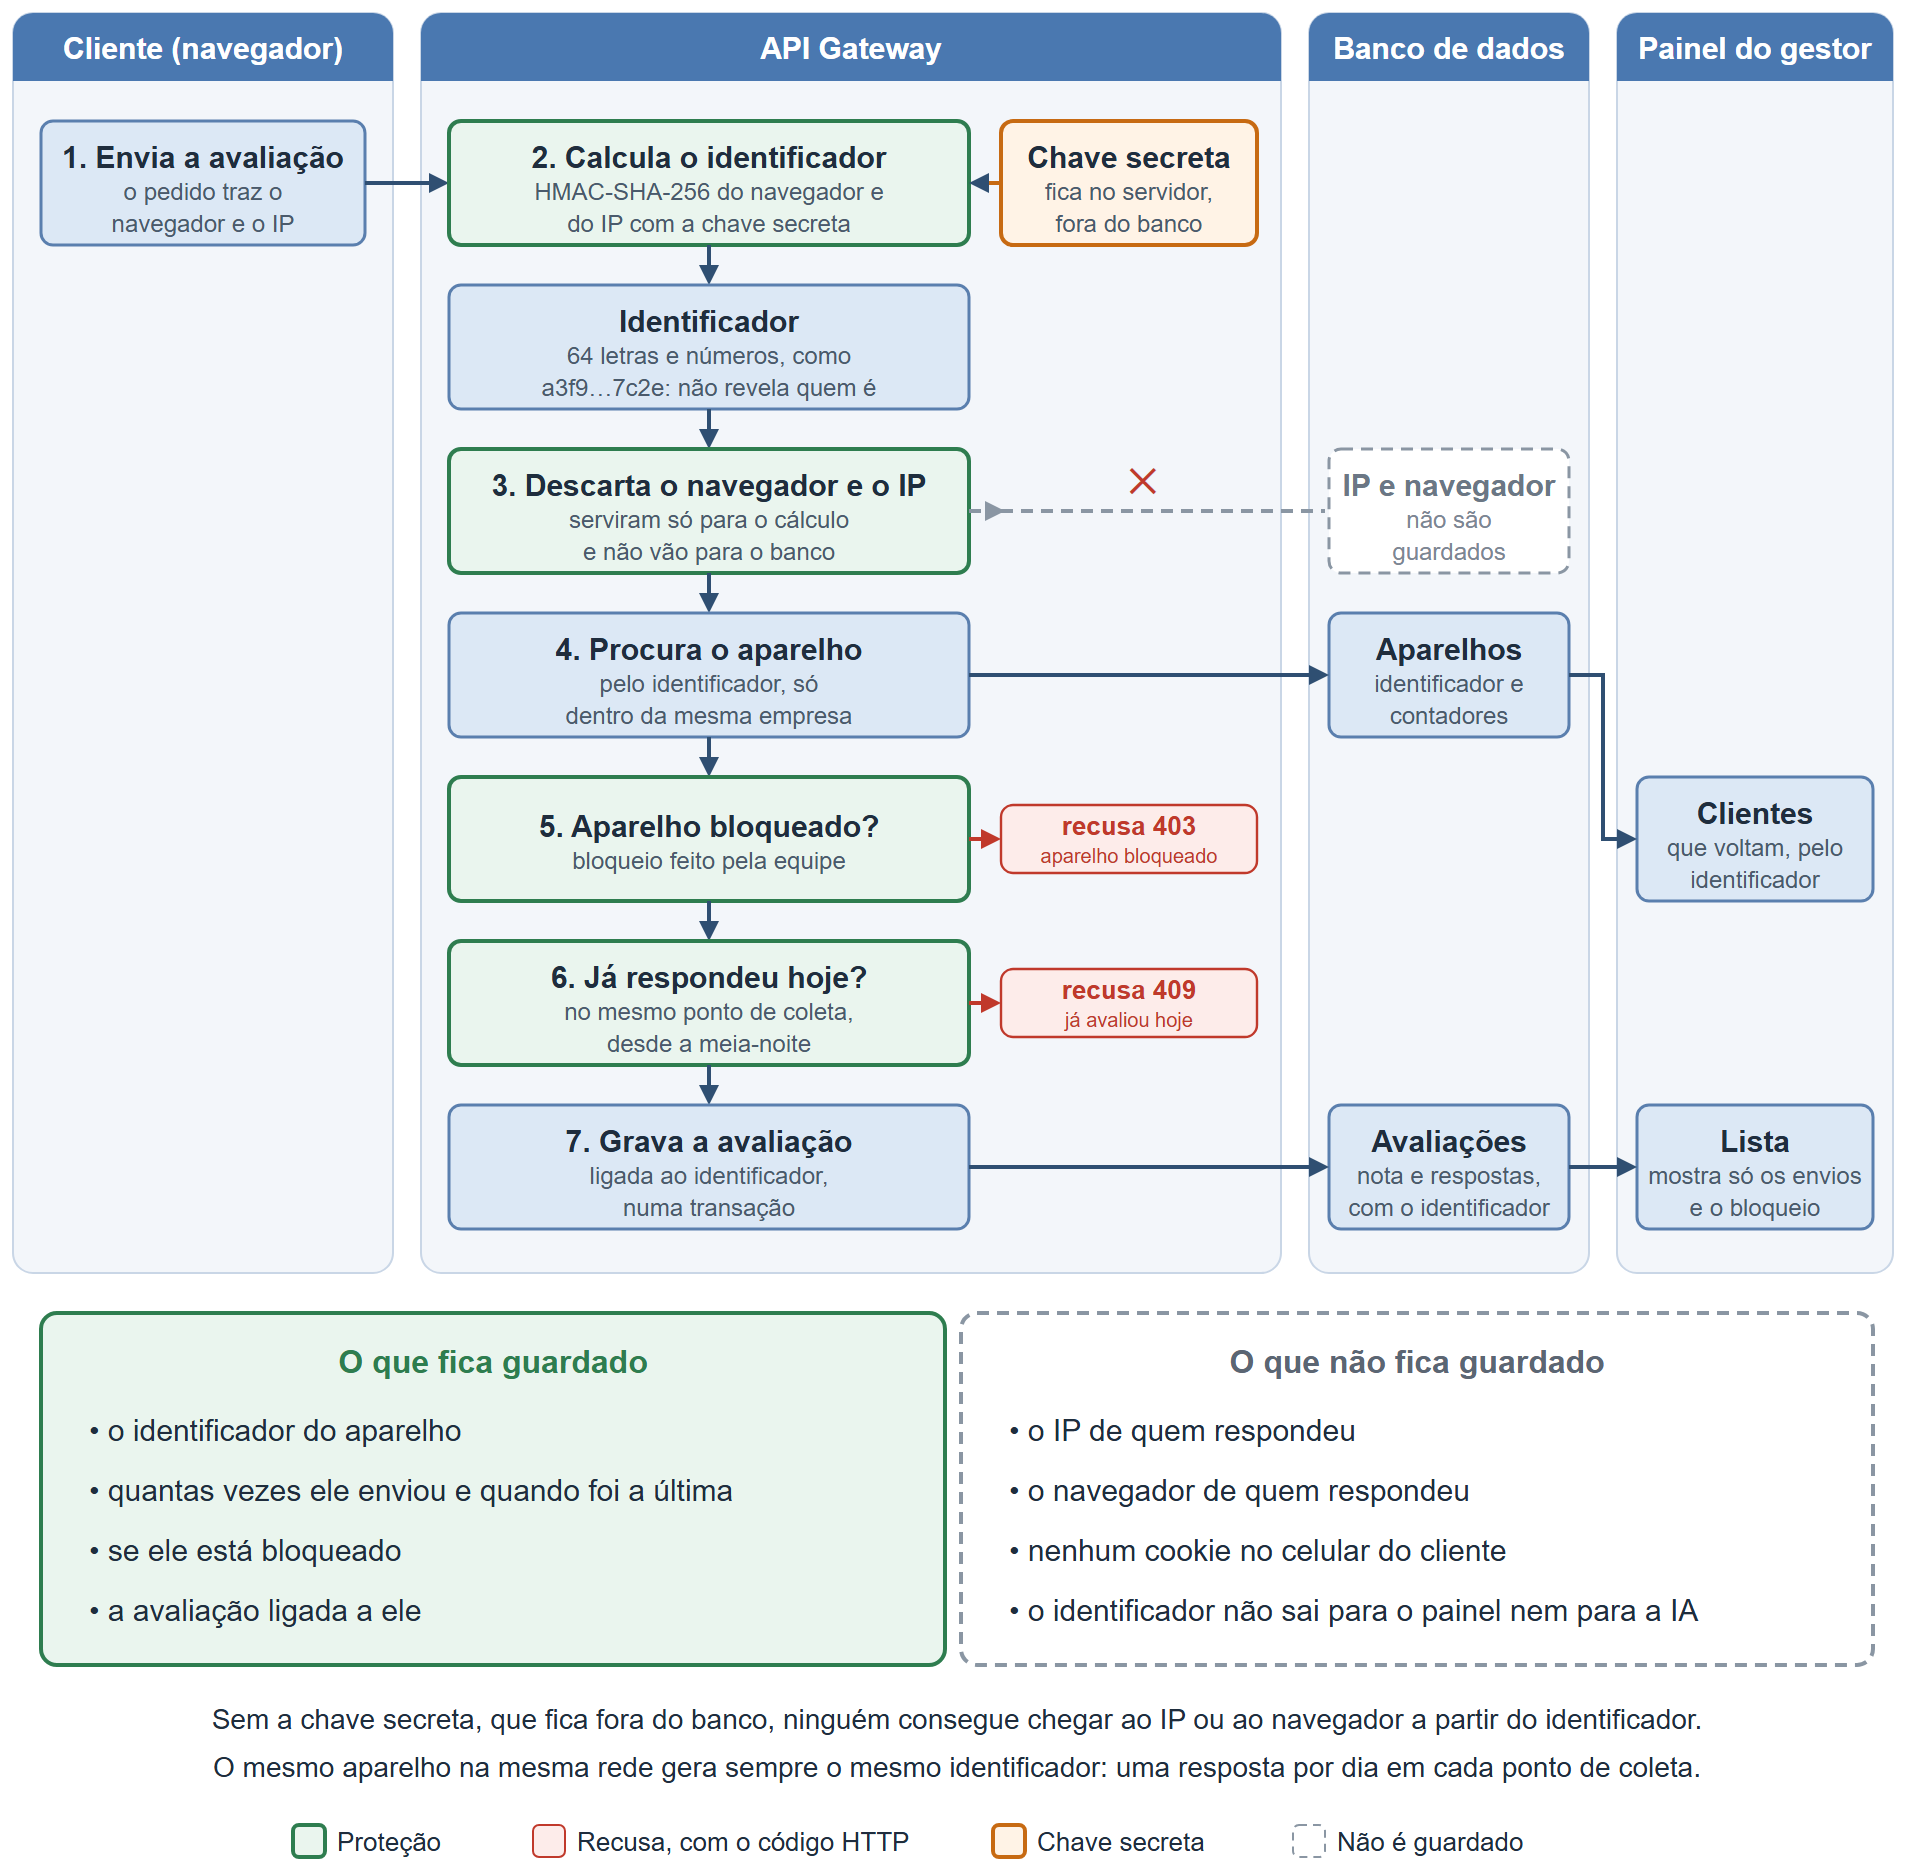 Cliente (navegador)
API Gateway
Banco de dados
Painel do gestor
1. Envia a avaliação
o pedido traz o
navegador e o IP
2. Calcula o identificador
HMAC-SHA-256 do navegador e
do IP com a chave secreta
Chave secreta
fica no servidor,
fora do banco
Identificador
64 letras e números, como
a3f9…7c2e: não revela quem é
3. Descarta o navegador e o IP
serviram só para o cálculo
e não vão para o banco
IP e navegador
não são
guardados
4. Procura o aparelho
pelo identificador, só
dentro da mesma empresa
Aparelhos
identificador e
contadores
5. Aparelho bloqueado?
bloqueio feito pela equipe
recusa 403
aparelho bloqueado
Clientes
que voltam, pelo
identificador
6. Já respondeu hoje?
no mesmo ponto de coleta,
desde a meia-noite
recusa 409
já avaliou hoje
7. Grava a avaliação
ligada ao identificador,
numa transação
Avaliações
nota e respostas,
com o identificador
Lista
mostra só os envios
e o bloqueio
O que fica guardado
• o identificador do aparelho
• quantas vezes ele enviou e quando foi a última
• se ele está bloqueado
• a avaliação ligada a ele
O que não fica guardado
• o IP de quem respondeu
• o navegador de quem respondeu
• nenhum cookie no celular do cliente
• o identificador não sai para o painel nem para a IA
Sem a chave secreta, que fica fora do banco, ninguém consegue chegar ao IP ou ao navegador a partir do identificador.
O mesmo aparelho na mesma rede gera sempre o mesmo identificador: uma resposta por dia em cada ponto de coleta.
Proteção
Recusa, com o código HTTP
Chave secreta
Não é guardado